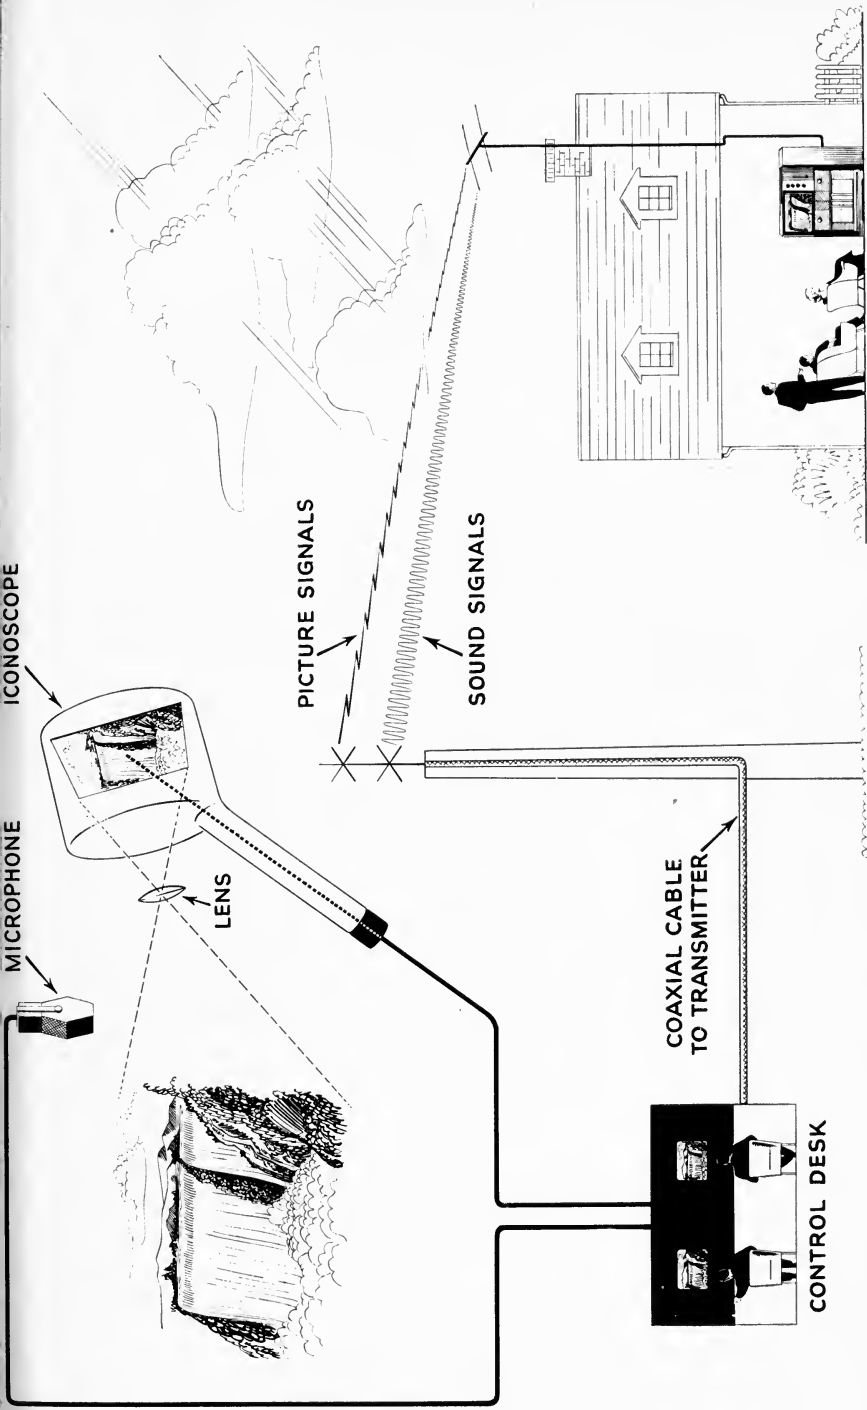 MICROPHONE
ICONOSCOPE
LENS
PICTURE SIGNALS
SOUND SIGNALS
COAXIAL CABLE
TO TRANSMITTER
CONTROL DESK